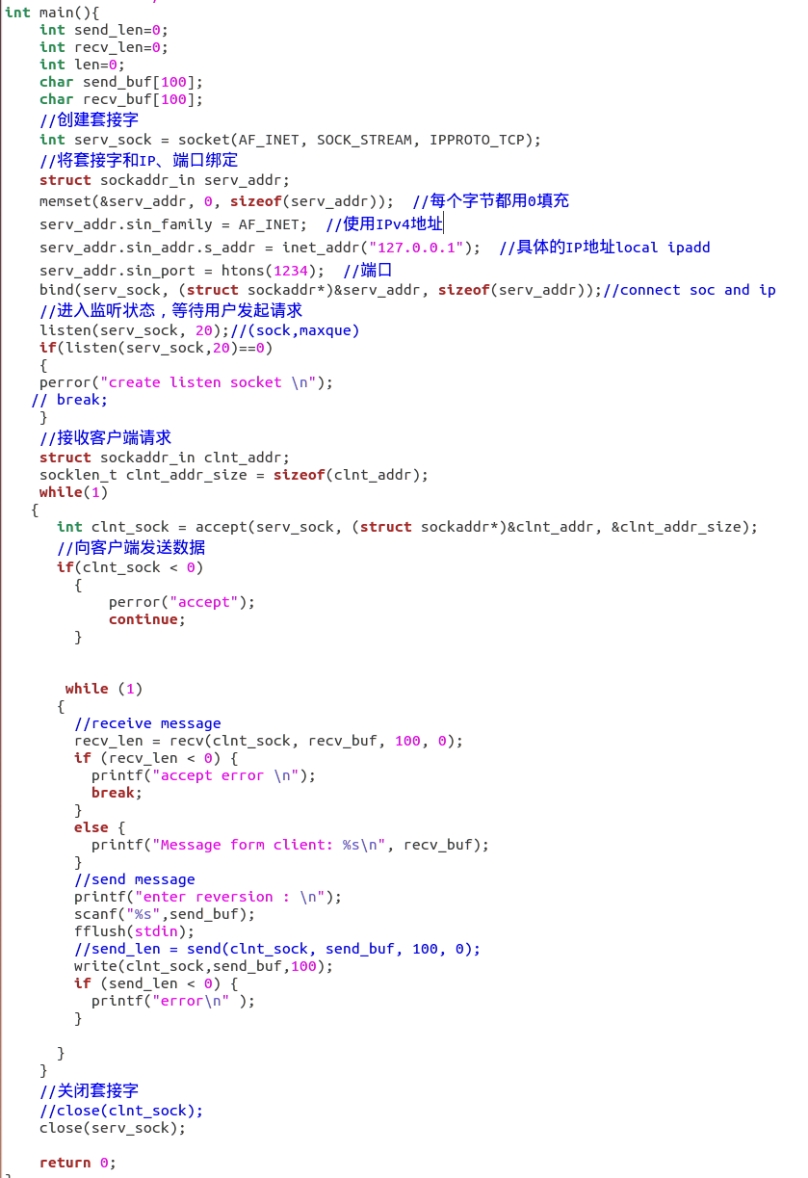 int main(){
    int send_len=0;
    int recv_len=0;
    int len=0;
    char send_buf[100];
    char recv_buf[100];
    //创建套接字
    int serv_sock = socket(AF_INET, SOCK_STREAM, IPPROTO_TCP);
    //将套接字和IP、端口绑定
    struct sockaddr_in serv_addr;
    memset(&serv_addr, 0, sizeof(serv_addr));  //每个字节都用0填充
    serv_addr.sin_family = AF_INET;  //使用IPv4地址
    serv_addr.sin_addr.s_addr = inet_addr("127.0.0.1");  //具体的IP地址local ipadd
    serv_addr.sin_port = htons(1234);  //端口
    bind(serv_sock, (struct sockaddr*)&serv_addr, sizeof(serv_addr));//connect soc and ip
    //进入监听状态，等待用户发起请求
    listen(serv_sock, 20);//(sock,maxque)
    if(listen(serv_sock,20)==0)
    {
    perror("create listen socket \n");
   // break;
    }
    //接收客户端请求
    struct sockaddr_in clnt_addr;
    socklen_t clnt_addr_size = sizeof(clnt_addr);
    while(1)
   {
      int clnt_sock = accept(serv_sock, (struct sockaddr*)&clnt_addr, &clnt_addr_size);
      //向客户端发送数据
      if(clnt_sock < 0)
        {
            perror("accept");
            continue;
        }
       while (1)
      {
        //receive message
        recv_len = recv(clnt_sock, recv_buf, 100, 0);
        if (recv_len < 0) {
          printf("accept error \n");
          break;
        }
        else {
          printf("Message form client: %s\n", recv_buf);
        }
        //send message
        printf("enter reversion : \n");
        scanf("%s",send_buf);
        fflush(stdin);
        //send_len = send(clnt_sock, send_buf, 100, 0);
        write(clnt_sock,send_buf,100);
        if (send_len < 0) {
          printf("error\n" );
        }
      }
    }
    //关闭套接字
    //close(clnt_sock);
    close(serv_sock);
    return 0;